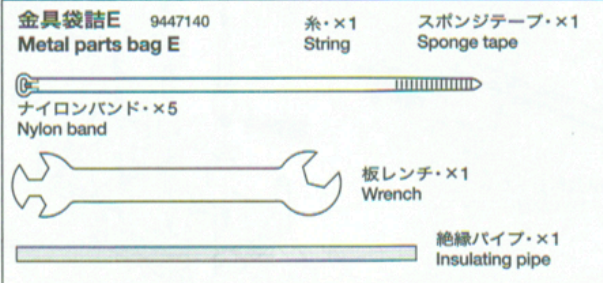 金具袋詰E 9447140
Metal parts bag E
糸・×1
String
スポンジテープ・×1
Sponge tape
ナイロンバンド・×5
Nylon band
板レンチ・×1
Wrench
絶縁パイプ・×1
Insulating pipe